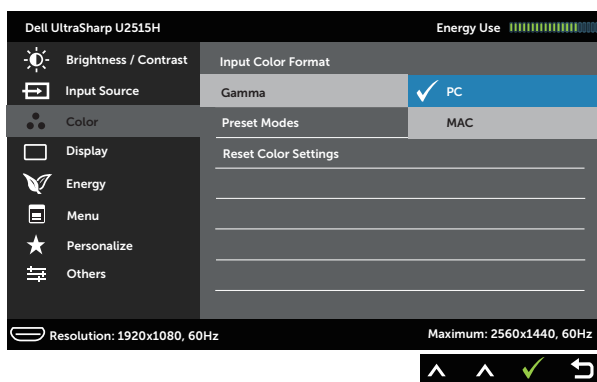 Dell UltraSharp U2515H
Energy Use
Brightness / Contrast
Input Source
Color
Display
Energy
Menu
Personalize
Others
Input Color Format
Gamma
Preset Modes
Reset Color Settings
PC
MAC
Resolution: 1920x1080, 60Hz
Maximum: 2560x1440, 60Hz